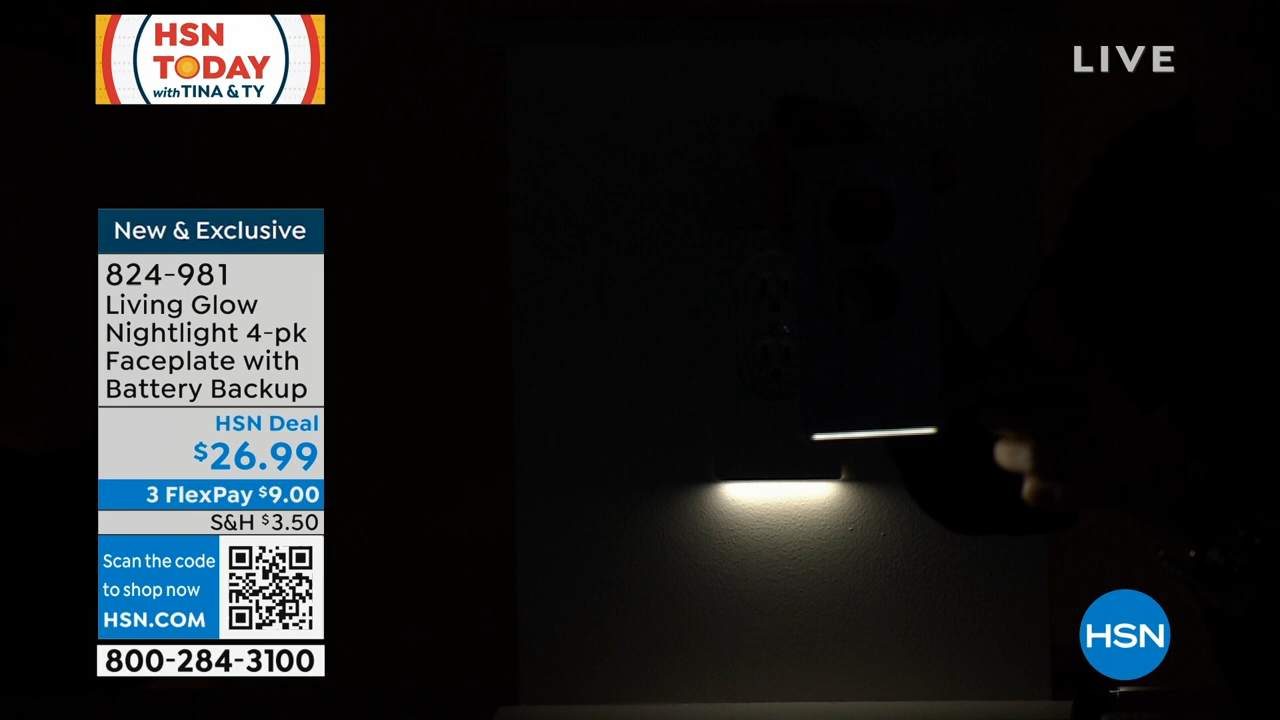 HSN
TODAY
with TINA & TY
LIVE
New & Exclusive
824-981
Living Glow
Nightlight 4-pk
Faceplate with
Battery Backup
HSN Deal
$26.99
3 FlexPay $9.00
S&H $3.50
Scan the code
to shop now
HSN.COM
800-284-3100
HSN